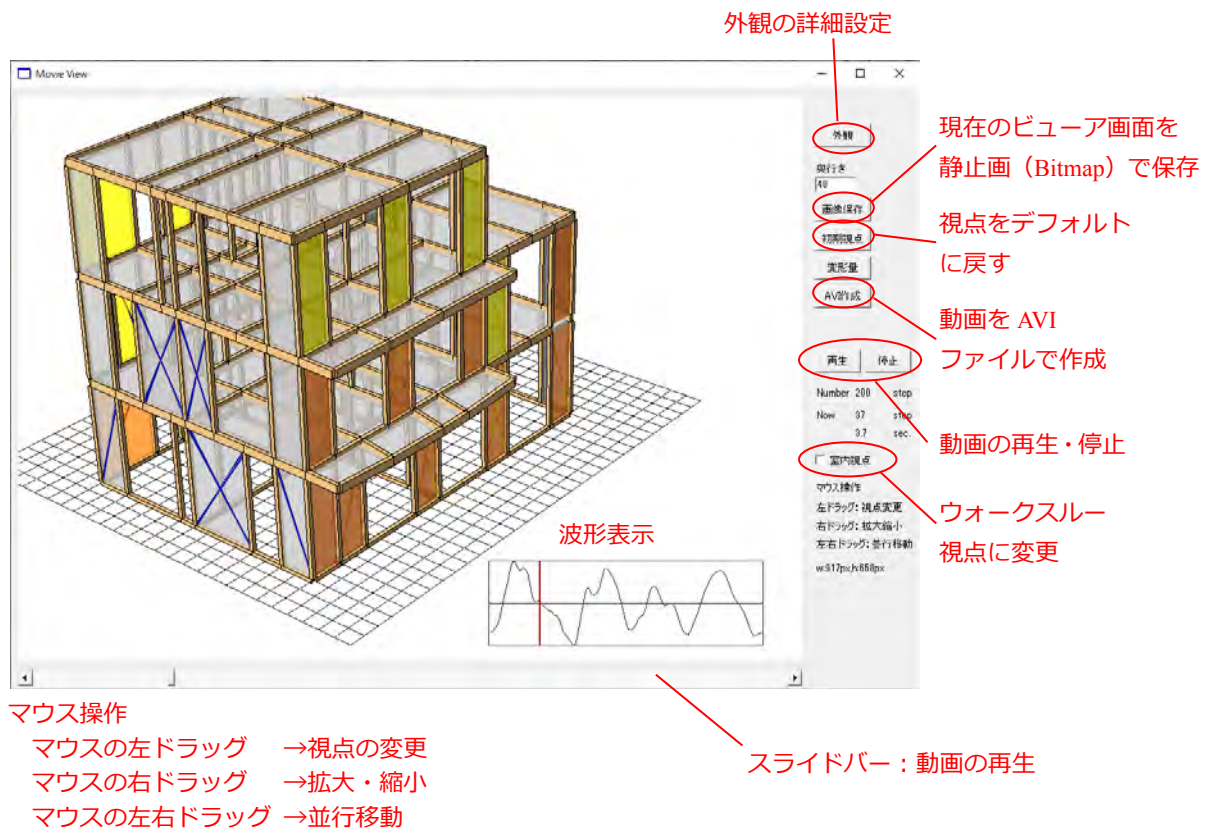 外観の詳細設定
Movie View
外観
現在のビューア画面を
静止画（Bitmap）で保存
奥行き
40
画像保存
視点をデフォルト
に戻す
初期視点
変形量
AVI作成
動画を AVI
ファイルで作成
再生 停止
Number 200 step
Now 37 step
3.7 sec.
動画の再生・停止
室内視点
マウス操作
左ドラッグ：視点変更
右ドラッグ：拡大縮小
左右ドラッグ：並行移動
w:917px,h:658px
ウォークスルー
視点に変更
波形表示
マウス操作
マウスの左ドラッグ →視点の変更
マウスの右ドラッグ →拡大・縮小
マウスの左右ドラッグ →並行移動
スライドバー：動画の再生